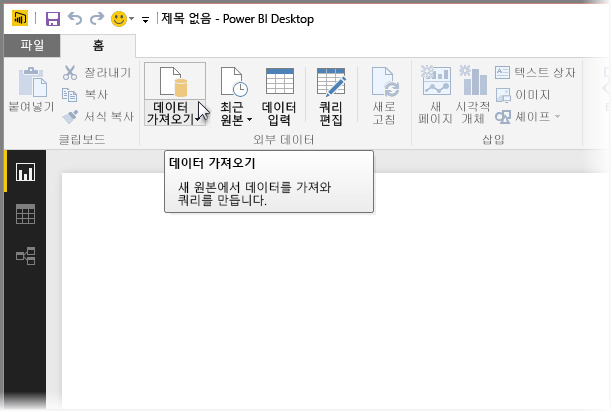 제목 없음 - Power BI Desktop
파일
홈
붙여넣기
잘라내기
복사
서식 복사
클립보드
데이터
가져오기
최근
원본
데이터
입력
쿼리
편집
새로
고침
외부 데이터
새
페이지
시각적
개체
텍스트 상자
이미지
셰이프
삽입
데이터 가져오기
새 원본에서 데이터를 가져와
쿼리를 만듭니다.